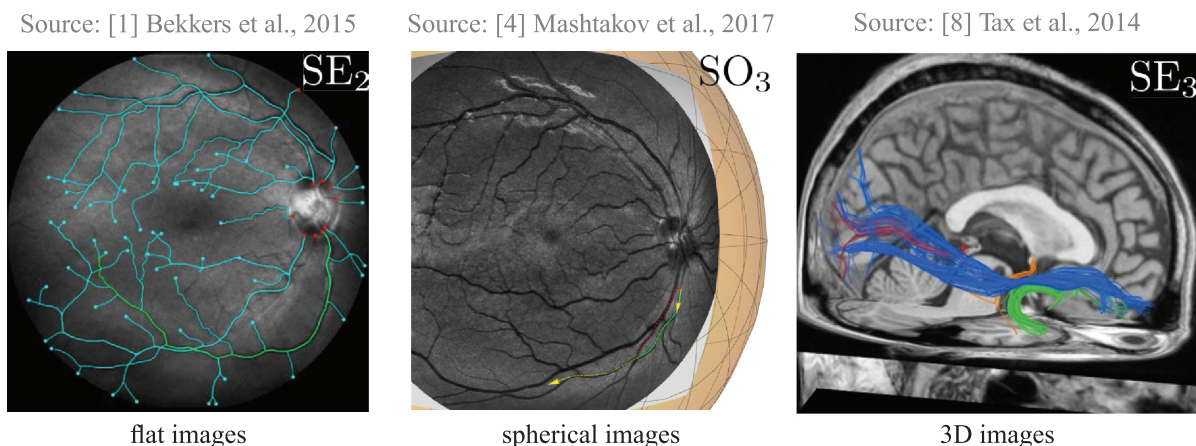 Source: [1] Bekkers et al., 2015
Source: [4] Mashtakov et al., 2017
Source: [8] Tax et al., 2014
SE₂
SO₃
SE₃
flat images
spherical images
3D images